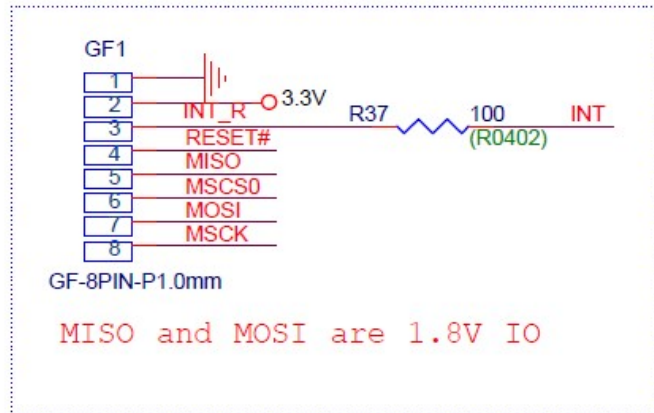 GF1
1
2 3.3V
3 INT_R R37 100 INT
(R0402)
4 RESET#
5 MISO
6 MSCS0
7 MOSI
8 MSCK
GF-8PIN-P1.0mm
MISO and MOSI are 1.8V IO